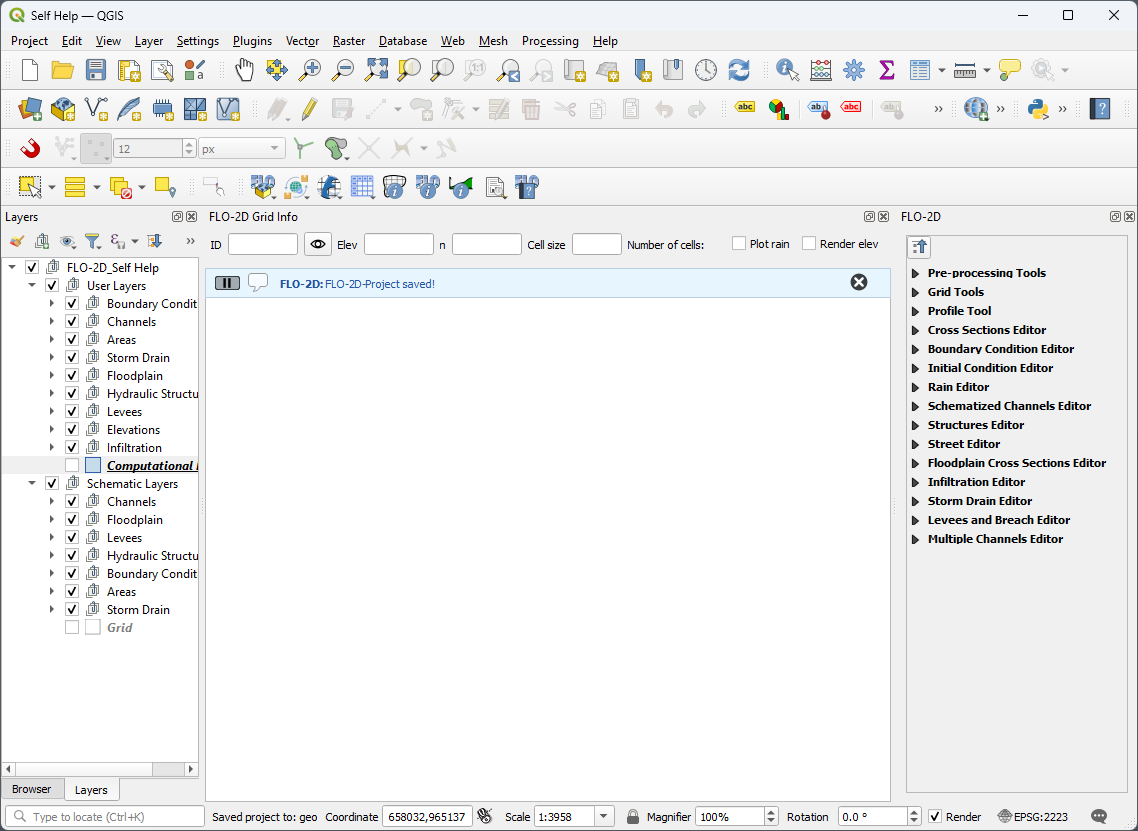 Self Help — QGIS
Project Edit View Layer Settings Plugins Vector Raster Database Web Mesh Processing Help
1:1
abc ab abc ab
12 px
Layers
FLO-2D Grid Info
FLO-2D
ID Elev n Cell size Number of cells: Plot rain Render elev
FLO-2D: FLO-2D-Project saved!
FLO-2D_Self Help
User Layers
Boundary Condit
Channels
Areas
Storm Drain
Floodplain
Hydraulic Structu
Levees
Elevations
Infiltration
Computational
Schematic Layers
Channels
Floodplain
Levees
Hydraulic Structu
Boundary Condit
Areas
Storm Drain
Grid
Pre-processing Tools
Grid Tools
Profile Tool
Cross Sections Editor
Boundary Condition Editor
Initial Condition Editor
Rain Editor
Schematized Channels Editor
Structures Editor
Street Editor
Floodplain Cross Sections Editor
Infiltration Editor
Storm Drain Editor
Levees and Breach Editor
Multiple Channels Editor
Browser Layers
Type to locate (Ctrl+K) Saved project to: geo Coordinate 658032,965137 Scale 1:3958 Magnifier 100% Rotation 0.0 ° Render EPSG:2223